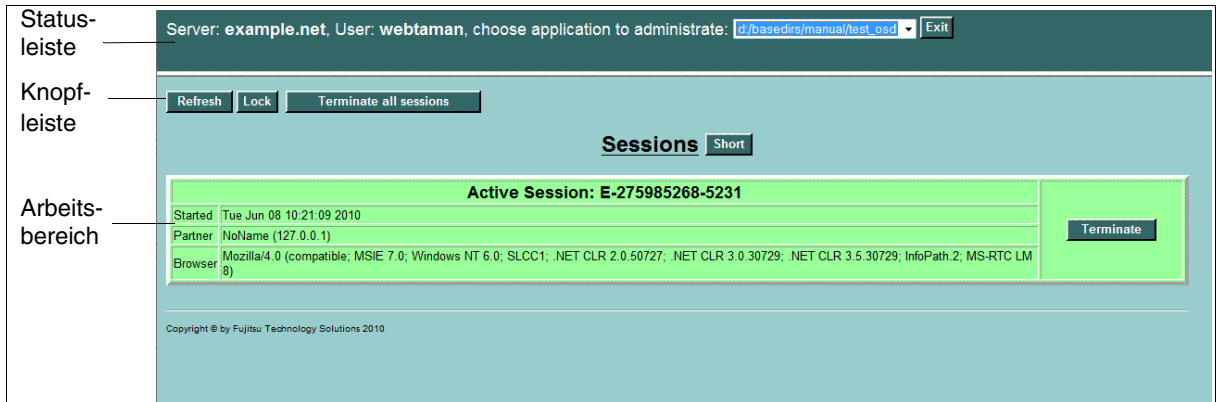 Status-
leiste
Server: example.net, User: webtaman, choose application to administrate: d:/basedirs/manual/test_osd Exit
Knopf-
leiste
Refresh Lock Terminate all sessions
Sessions Short
Arbeits-
bereich
Active Session: E-275985268-5231
Started Tue Jun 08 10:21:09 2010
Partner NoName (127.0.0.1)
Browser Mozilla/4.0 (compatible; MSIE 7.0; Windows NT 6.0; SLCC1; .NET CLR 2.0.50727; .NET CLR 3.0.30729; .NET CLR 3.5.30729; InfoPath.2; MS-RTC LM
8)
Terminate
Copyright © by Fujitsu Technology Solutions 2010